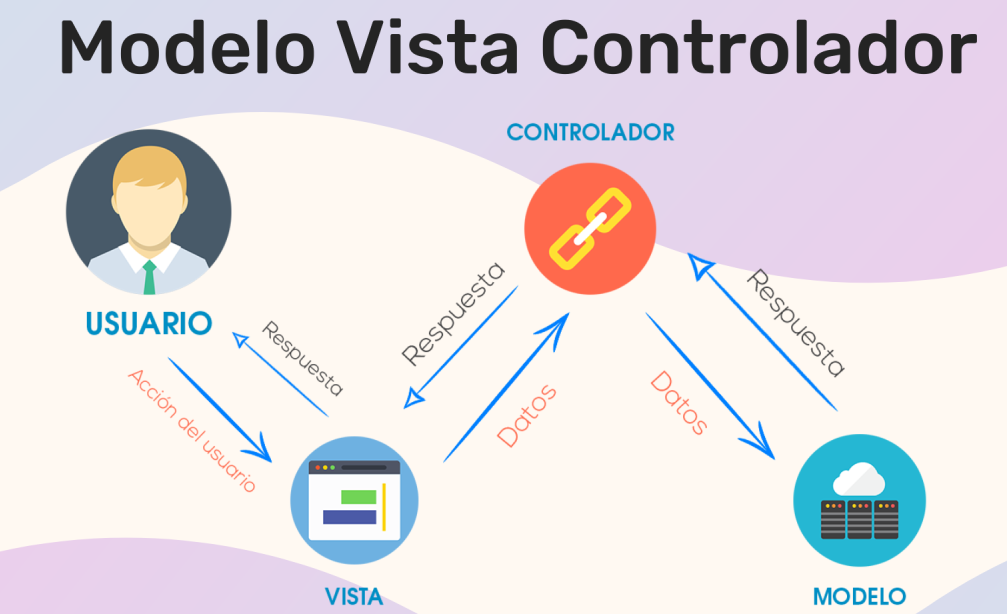 Modelo Vista Controlador
CONTROLADOR
USUARIO
Respuesta
Acción del usuario
Respuesta
Datos
Datos
Respuesta
VISTA
MODELO